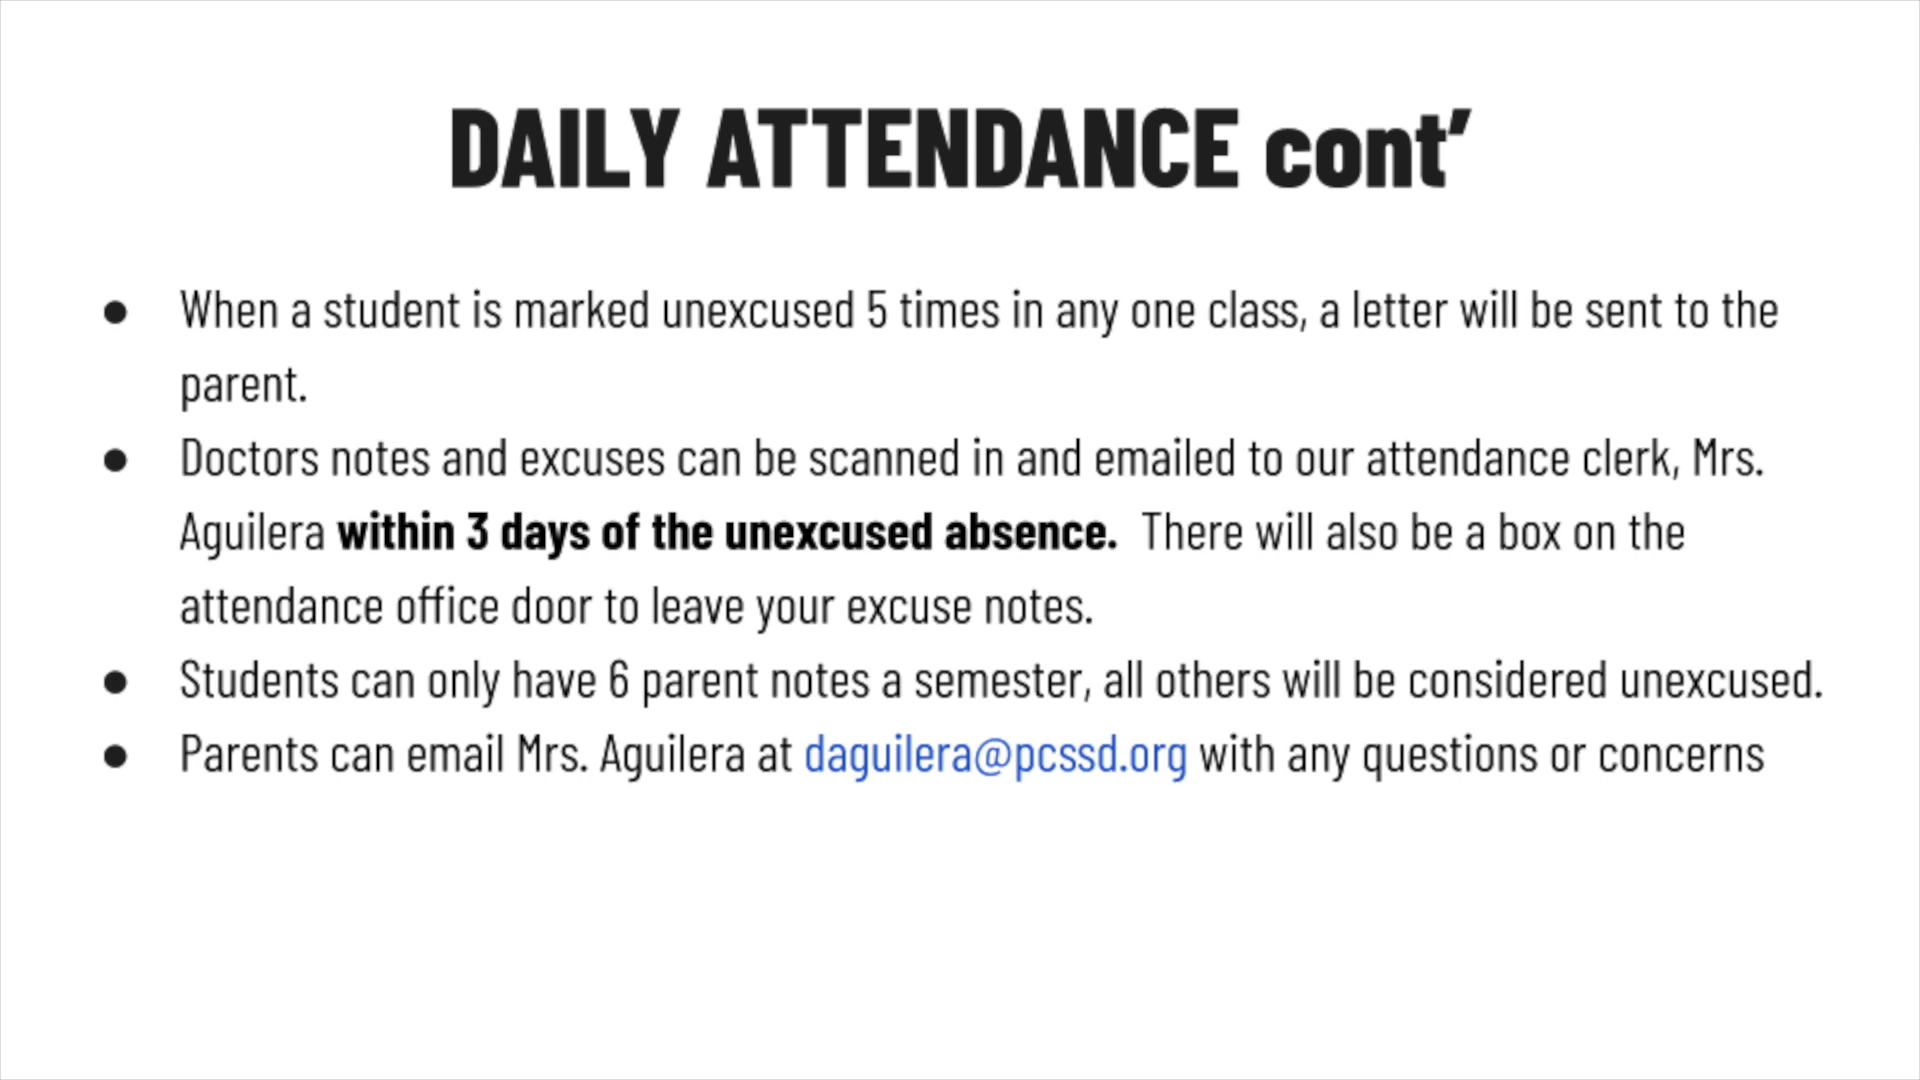 DAILY ATTENDANCE cont’
● When a student is marked unexcused 5 times in any one class, a letter will be sent to the
parent.
● Doctors notes and excuses can be scanned in and emailed to our attendance clerk, Mrs.
Aguilera within 3 days of the unexcused absence.  There will also be a box on the
attendance office door to leave your excuse notes.
● Students can only have 6 parent notes a semester, all others will be considered unexcused.
● Parents can email Mrs. Aguilera at daguilera@pcssd.org with any questions or concerns